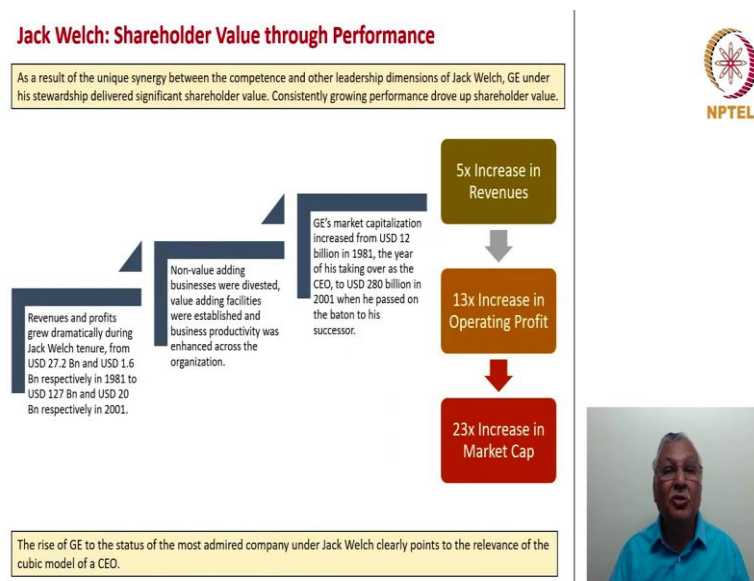 Jack Welch: Shareholder Value through Performance
As a result of the unique synergy between the competence and other leadership dimensions of Jack Welch, GE under
his stewardship delivered significant shareholder value. Consistently growing performance drove up shareholder value.
Revenues and profits
grew dramatically during
Jack Welch tenure, from
USD 27.2 Bn and USD 1.6
Bn respectively in 1981 to
USD 127 Bn and USD 20
Bn respectively in 2001.
Non-value adding
businesses were divested,
value adding facilities
were established and
business productivity was
enhanced across the
organization.
GE's market capitalization
increased from USD 12
billion in 1981, the year
of his taking over as the
CEO, to USD 280 billion in
2001 when he passed on
the baton to his
successor.
5x Increase in
Revenues
13x Increase in
Operating Profit
23x Increase in
Market Cap
The rise of GE to the status of the most admired company under Jack Welch clearly points to the relevance of the
cubic model of a CEO.
NPTEL